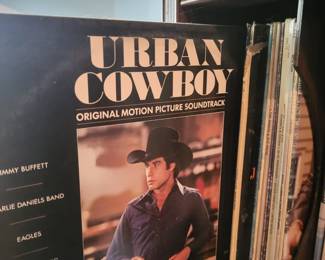 URBAN
COWBOY
ORIGINAL MOTION PICTURE SOUNDTRACK
IMMY BUFFETT
ARLIE DANIELS BAND
EAGLES